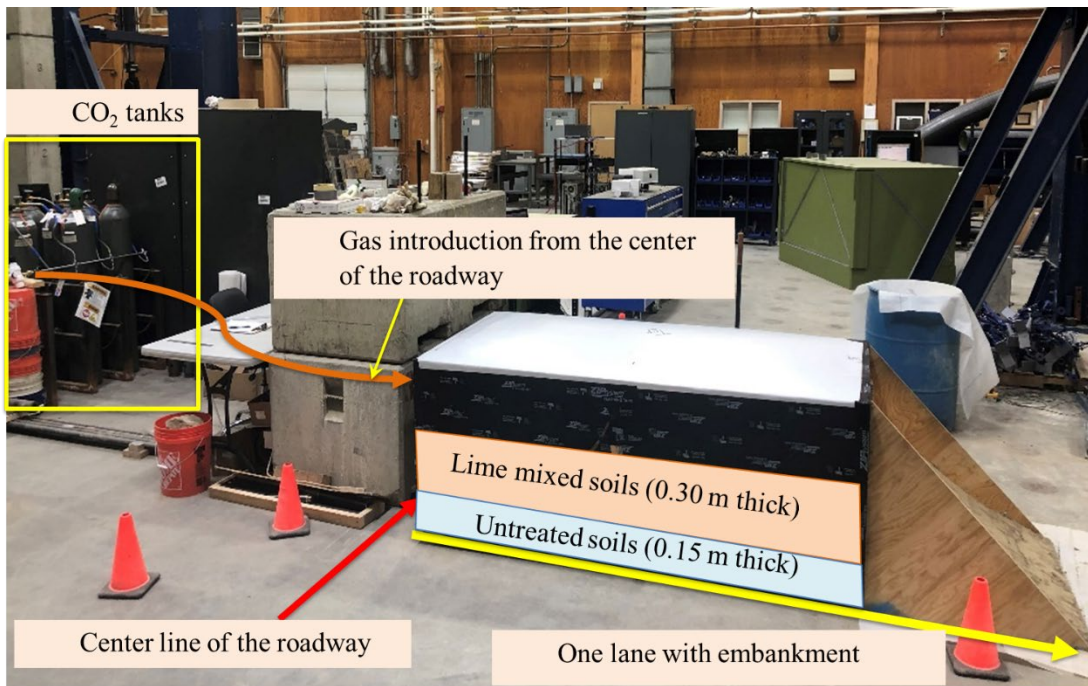 CO₂ tanks
Gas introduction from the center
of the roadway
Lime mixed soils (0.30 m thick)
Untreated soils (0.15 m thick)
Center line of the roadway
One lane with embankment